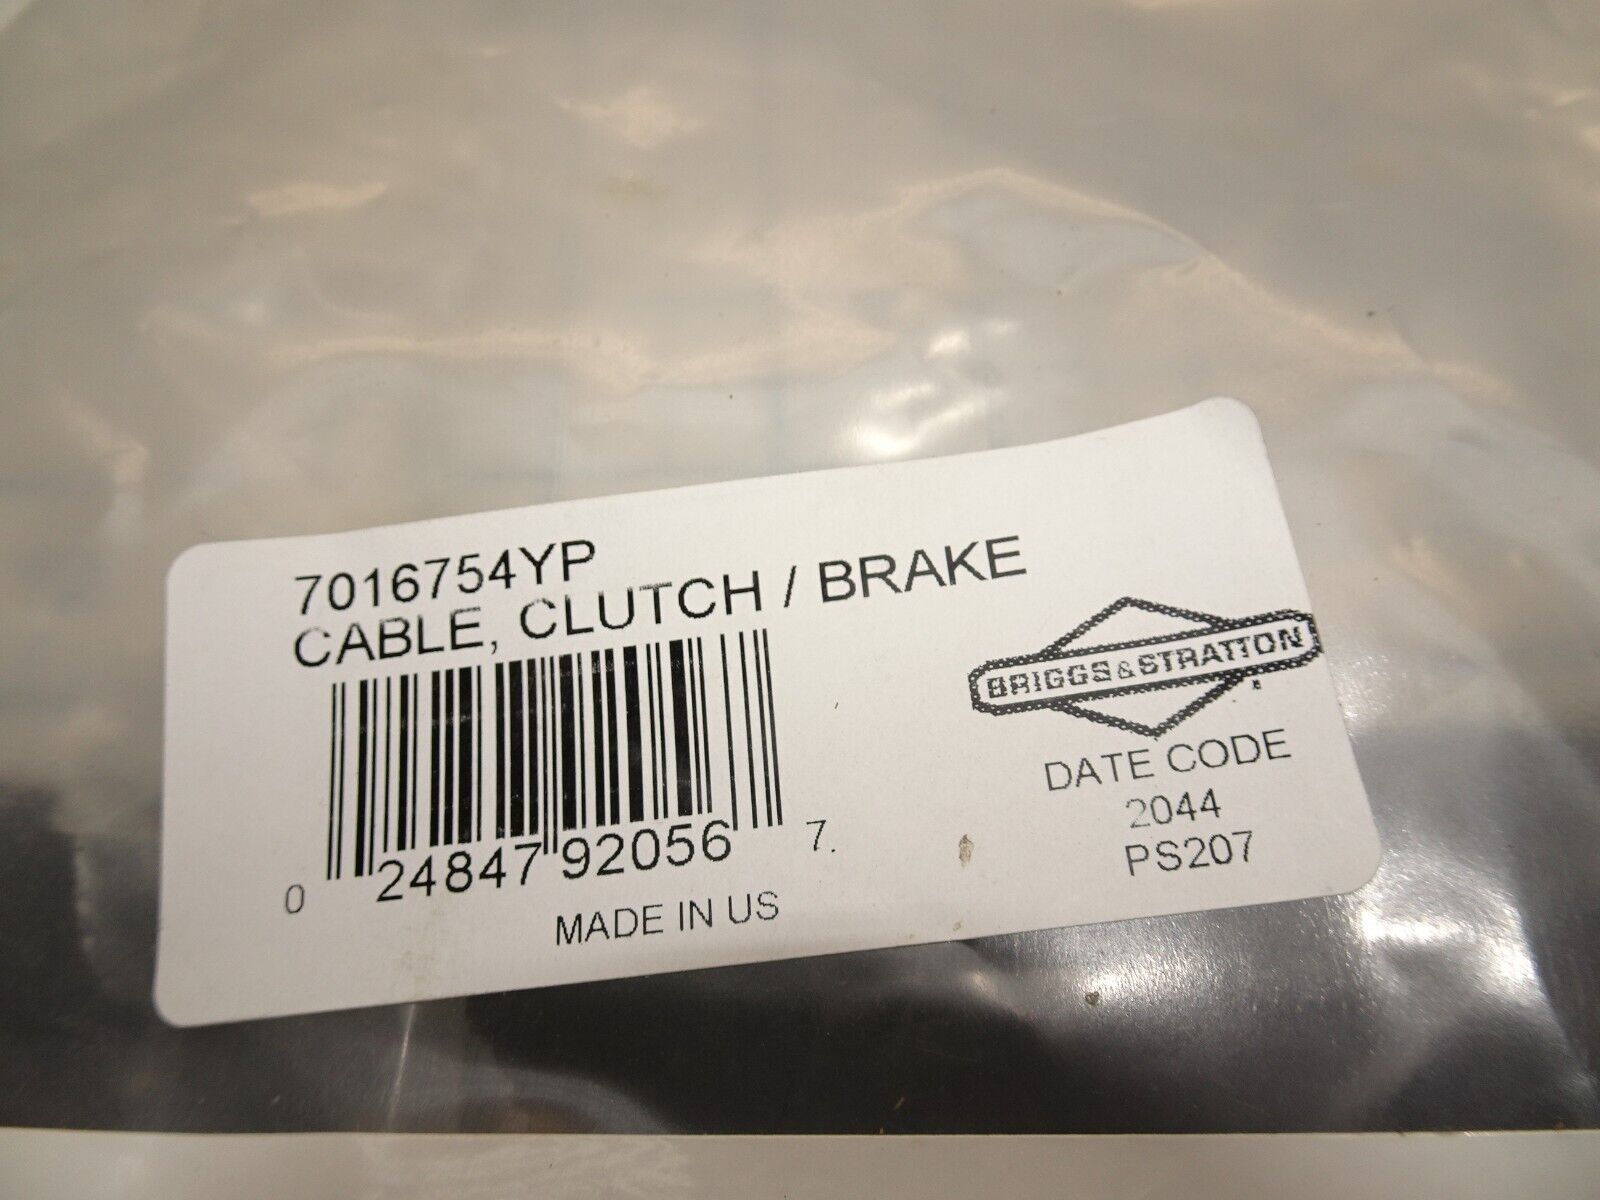 7016754YP
CABLE, CLUTCH / BRAKE
BRIGGS & STRATTON
DATE CODE
2044
PS207
0 24847 92056 7.
MADE IN US